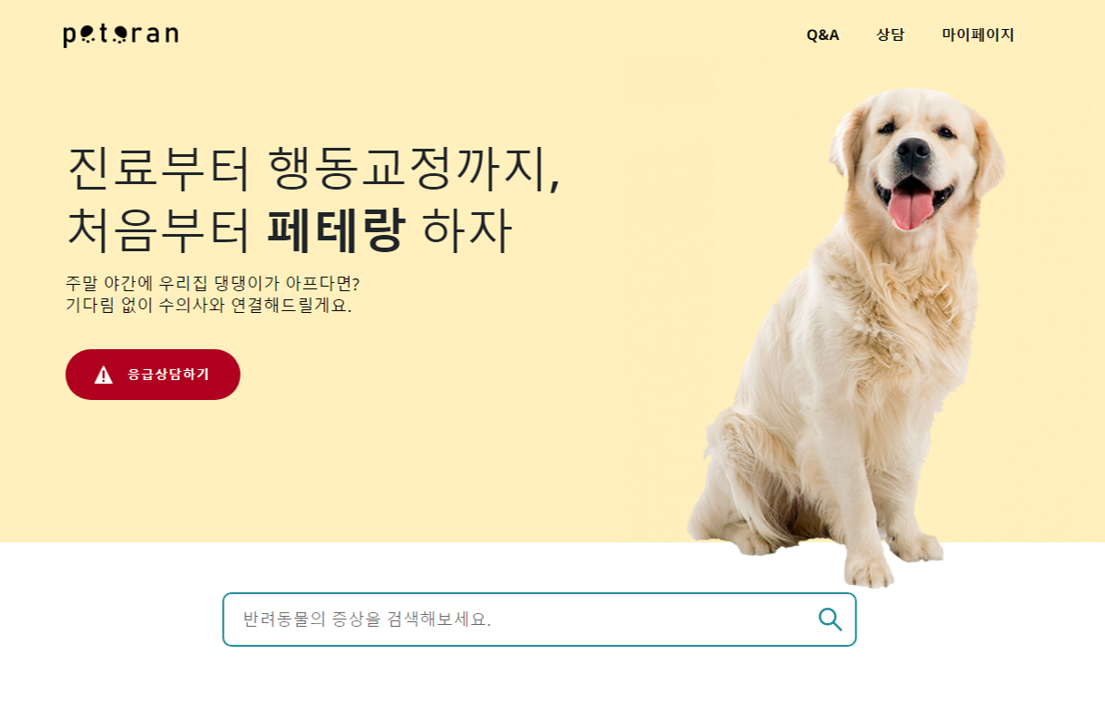 peteran
Q&A 상담 마이페이지
진료부터 행동교정까지,
처음부터 페테랑 하자
주말 야간에 우리집 댕댕이가 아프다면?
기다림 없이 수의사와 연결해드릴게요.
응급상담하기
반려동물의 증상을 검색해보세요.